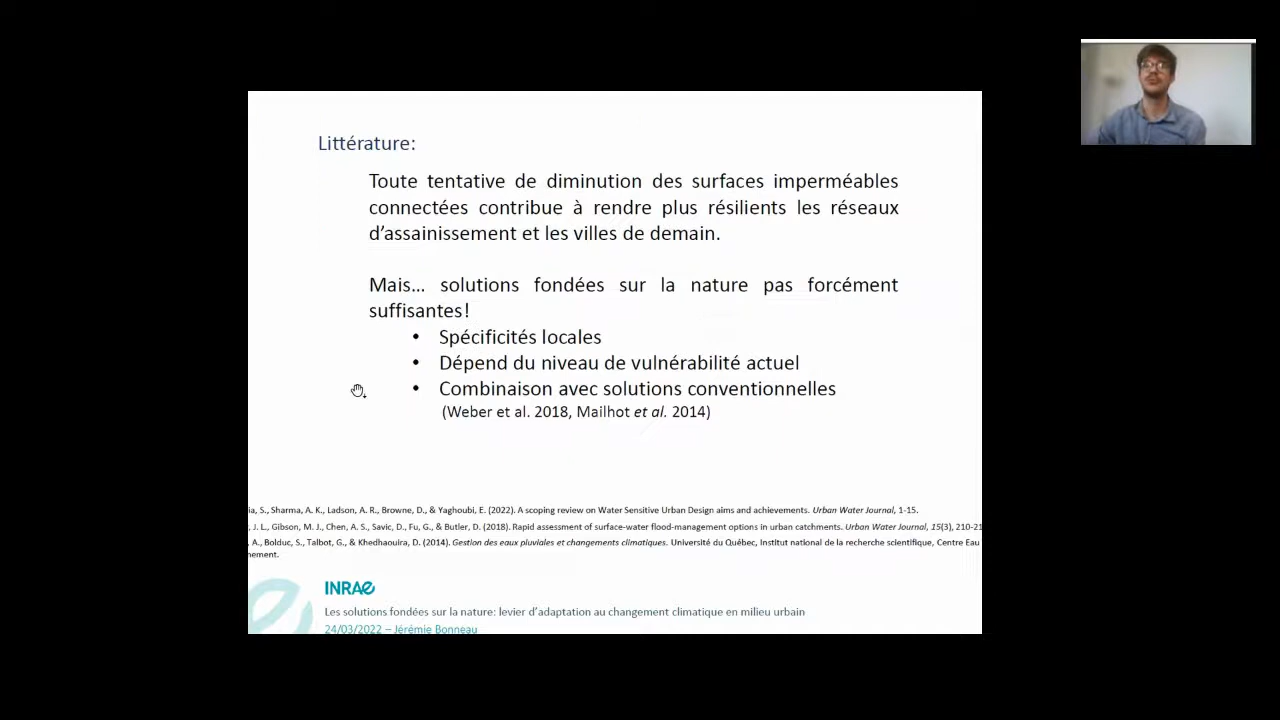 Littérature:
Toute tentative de diminution des surfaces imperméables
connectées contribue à rendre plus résilients les réseaux
d’assainissement et les villes de demain.
Mais… solutions fondées sur la nature pas forcément
suffisantes!
• Spécificités locales
• Dépend du niveau de vulnérabilité actuel
• Combinaison avec solutions conventionnelles
(Weber et al. 2018, Mailhot et al. 2014)
ia, S., Sharma, A. K., Ladson, A. R., Browne, D., & Yaghoubi, E. (2022). A scoping review on Water Sensitive Urban Design aims and achievements. Urban Water Journal, 1-15.
, J. L., Gibson, M. J., Chen, A. S., Savic, D., Fu, G., & Butler, D. (2018). Rapid assessment of surface-water flood-management options in urban catchments. Urban Water Journal, 15(3), 210-21
, A., Bolduc, S., Talbot, G., & Khedhaouira, D. (2014). Gestion des eaux pluviales et changements climatiques. Université du Québec, Institut national de la recherche scientifique, Centre Eau
nement.
INRAE
Les solutions fondées sur la nature: levier d’adaptation au changement climatique en milieu urbain
24/03/2022 – Jérémie Bonneau